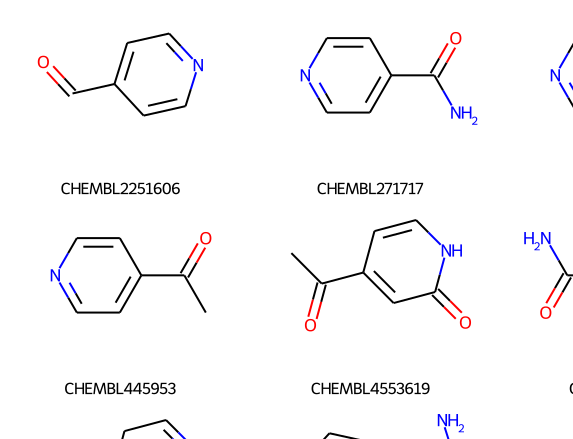 O
N
N
O
NH2
N
CHEMBL2251606
CHEMBL271717
N
O
O
NH
O
H2N
O
CHEMBL445953
CHEMBL4553619
NH2